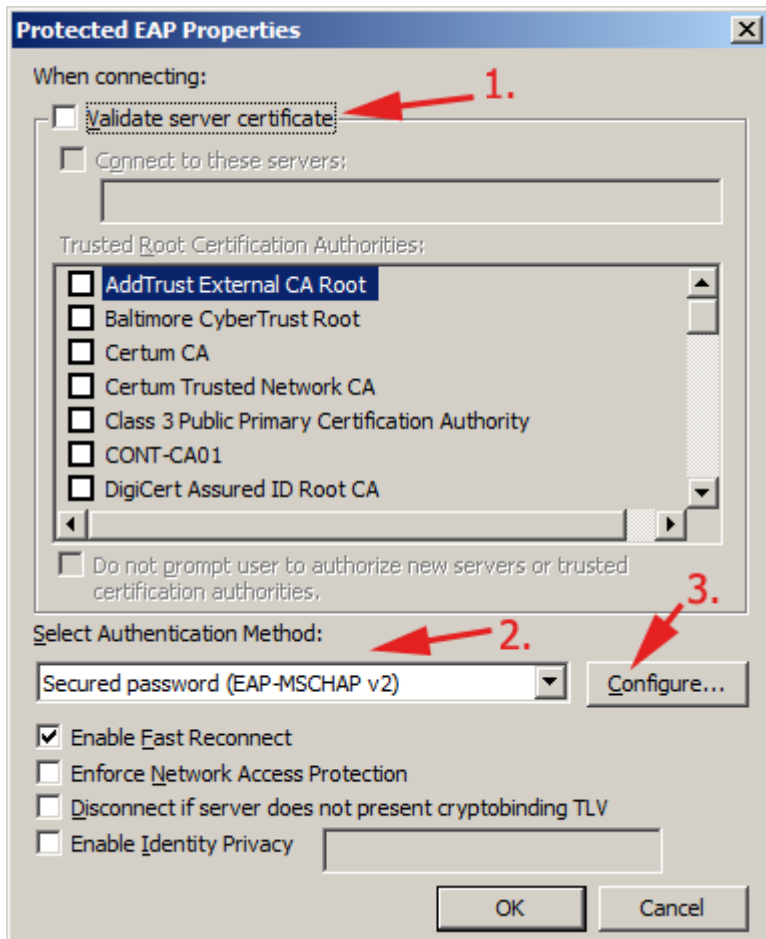 Protected EAP Properties
When connecting:
1.
Validate server certificate
Connect to these servers:
Trusted Root Certification Authorities:
AddTrust External CA Root
Baltimore CyberTrust Root
Certum CA
Certum Trusted Network CA
Class 3 Public Primary Certification Authority
CONT-CA01
DigiCert Assured ID Root CA
Do not prompt user to authorize new servers or trusted
certification authorities.
3.
Select Authentication Method:
2.
Secured password (EAP-MSCHAP v2)
Configure...
Enable Fast Reconnect
Enforce Network Access Protection
Disconnect if server does not present cryptobinding TLV
Enable Identity Privacy
OK
Cancel